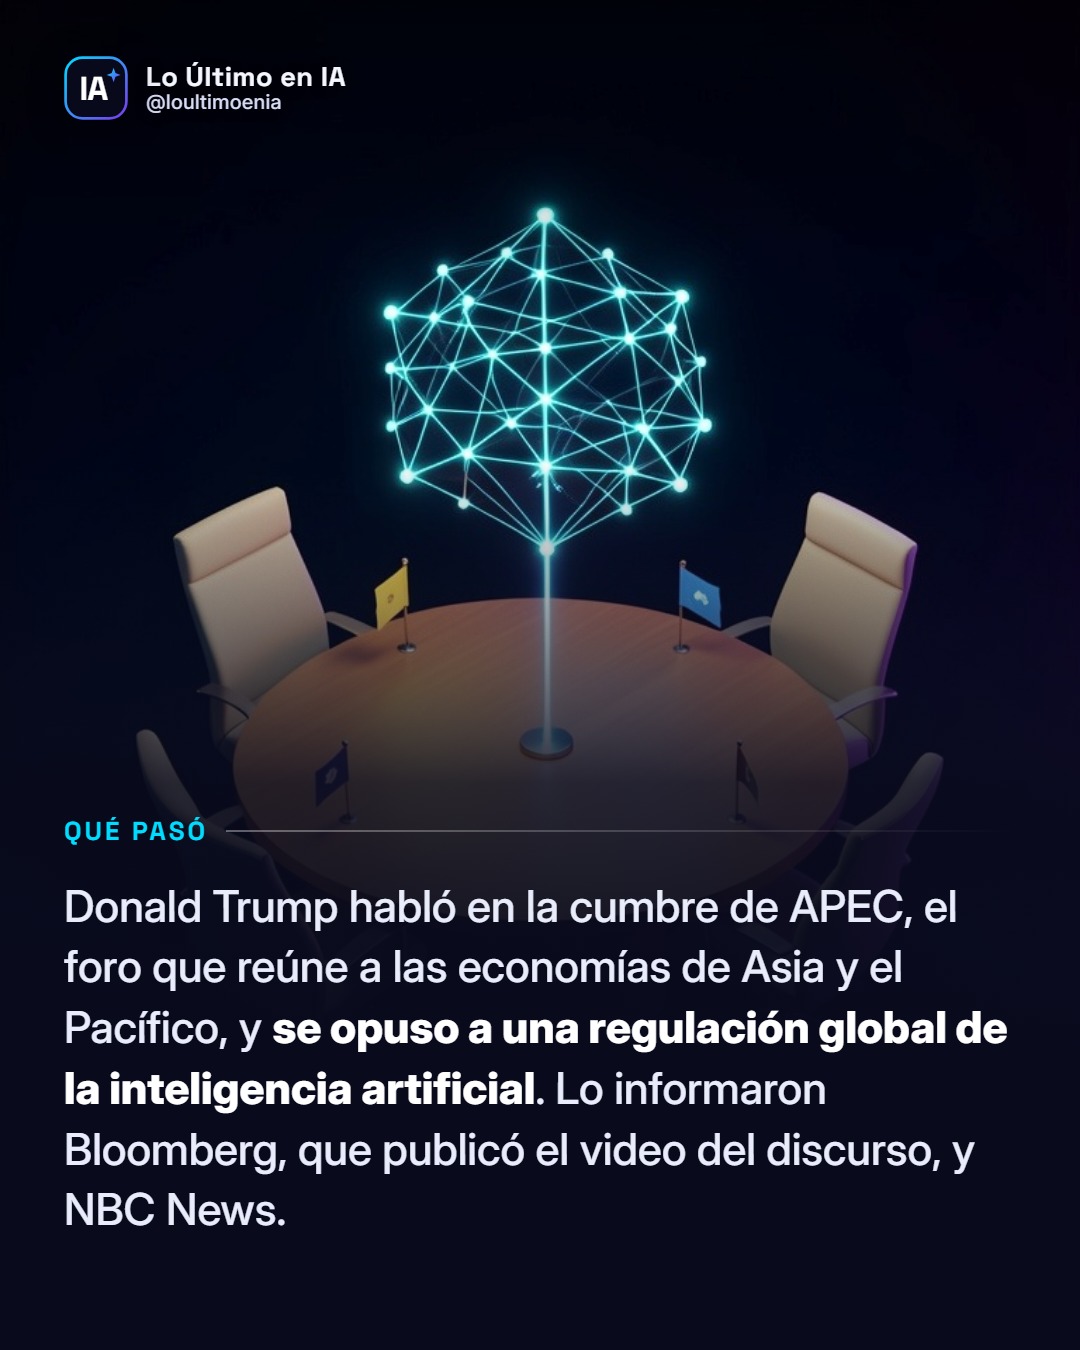 IA
Lo Último en IA
@loultimoenia
QUÉ PASÓ
Donald Trump habló en la cumbre de APEC, el
foro que reúne a las economías de Asia y el
Pacífico, y se opuso a una regulación global de
la inteligencia artificial. Lo informaron
Bloomberg, que publicó el video del discurso, y
NBC News.